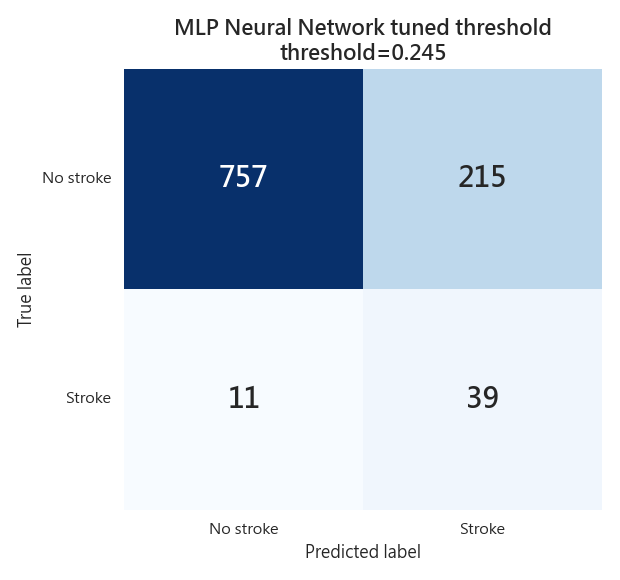 MLP Neural Network tuned threshold
threshold=0.245
No stroke
757
215
True label
Stroke
11
39
No stroke
Stroke
Predicted label